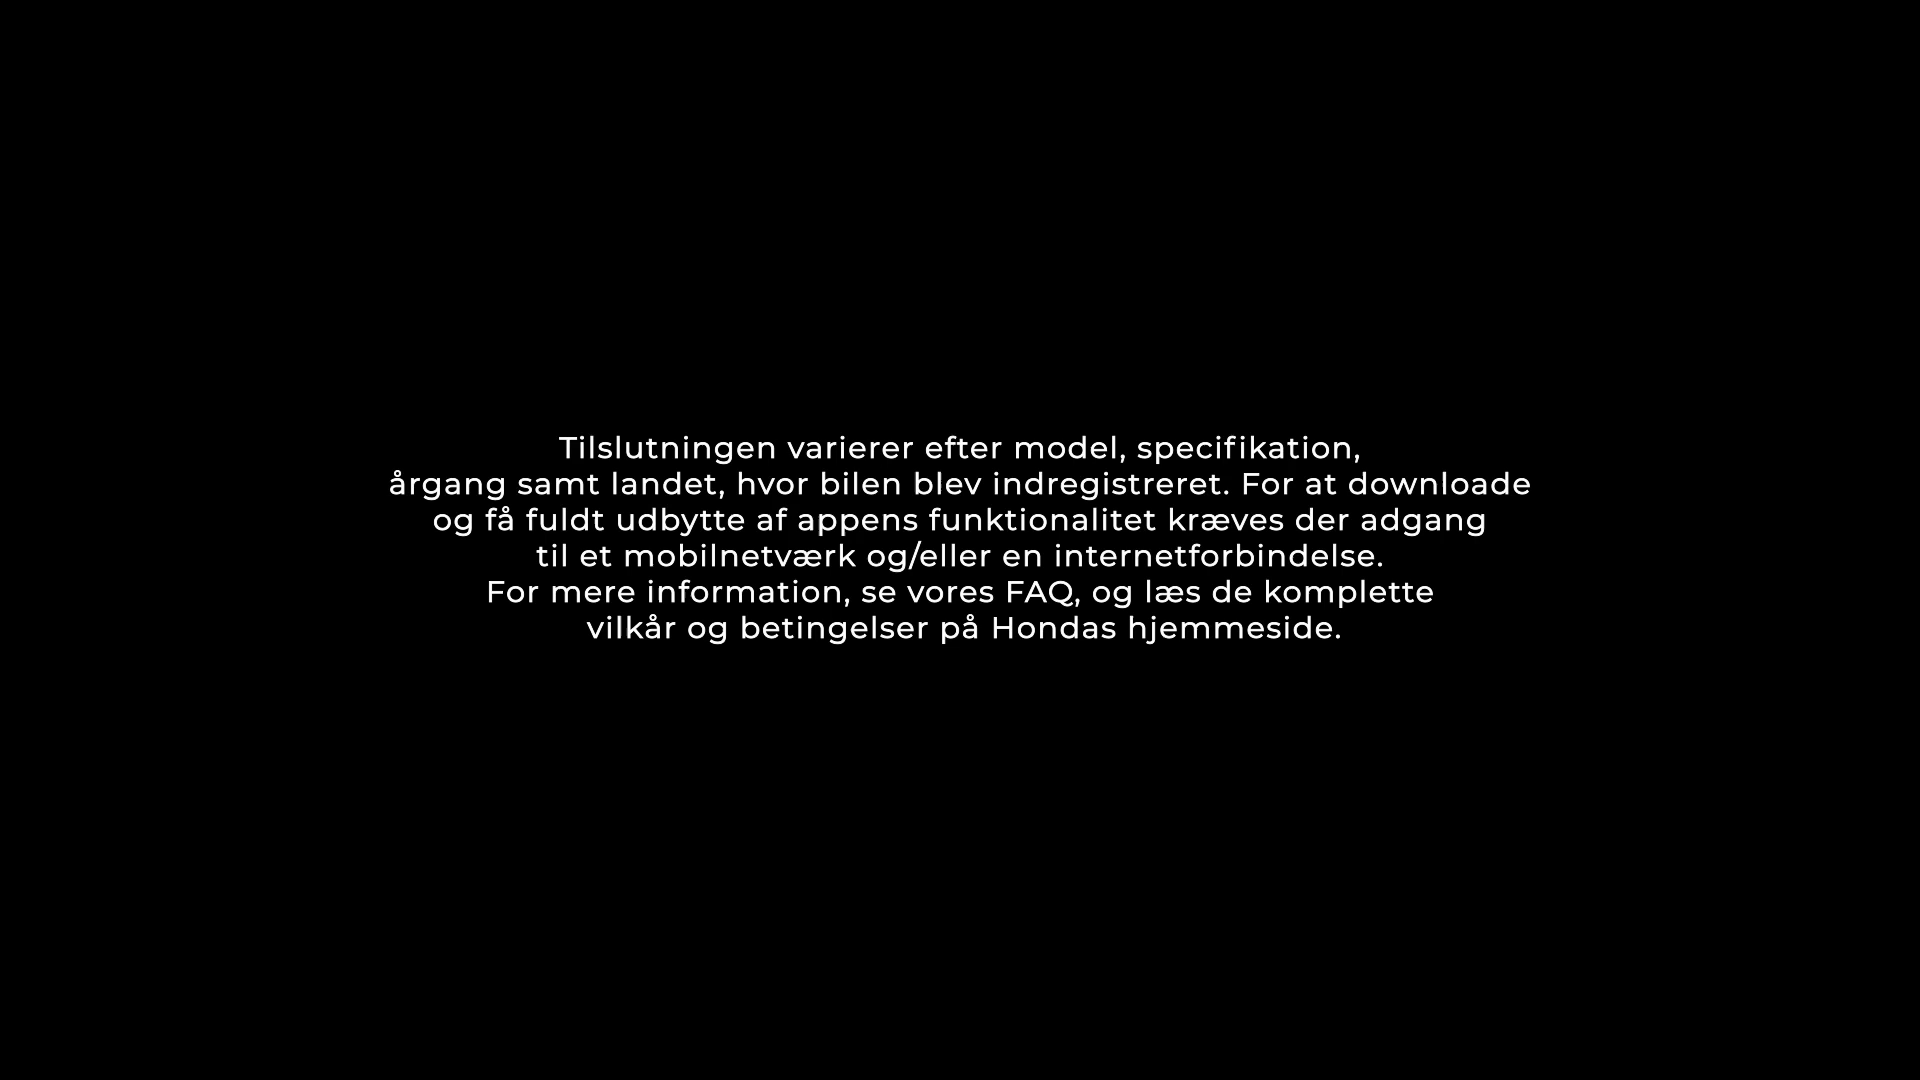 Tilslutningen varierer efter model, specifikation,
årgang samt landet, hvor bilen blev indregistreret. For at downloade
og få fuldt udbytte af appens funktionalitet kræves der adgang
til et mobilnetværk og/eller en internetforbindelse.
For mere information, se vores FAQ, og læs de komplette
vilkår og betingelser på Hondas hjemmeside.